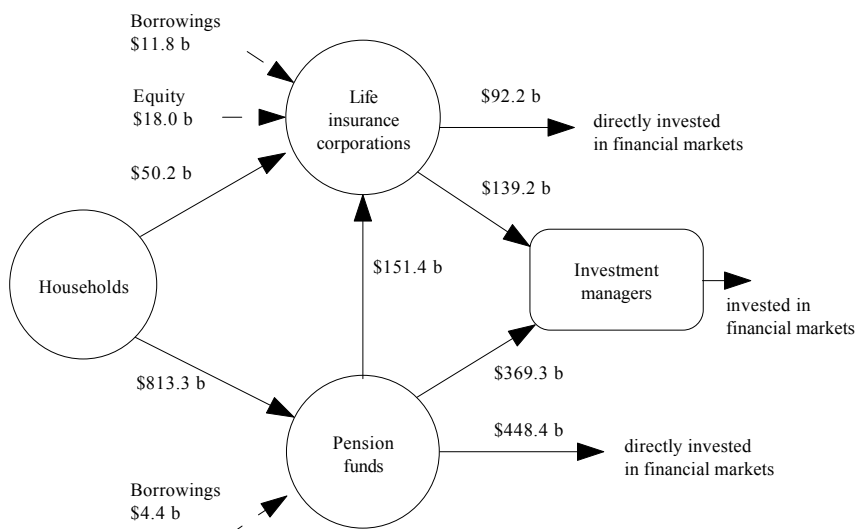 Borrowings
$11.8 b
Equity
$18.0 b
Life
insurance
corporations
$92.2 b
directly invested
in financial markets
$50.2 b
$139.2 b
Households
$151.4 b
Investment
managers
invested in
financial markets
$813.3 b
$369.3 b
Pension
funds
$448.4 b
directly invested
in financial markets
Borrowings
$4.4 b